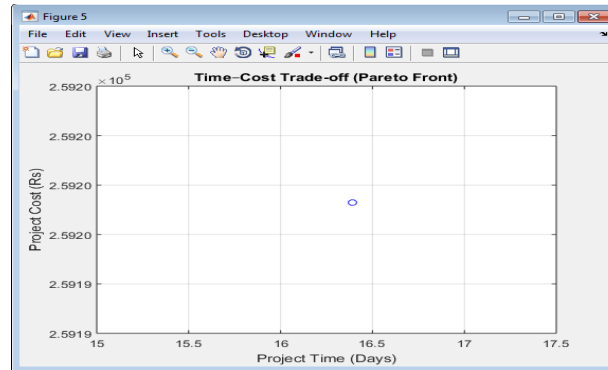 Figure 5
File Edit View Insert Tools Desktop Window Help
× 10⁵
Time–Cost Trade-off (Pareto Front)
2.5920
2.5920
2.5920
2.5920
2.5919
2.5919
Project Cost (Rs)
15 15.5 16 16.5 17 17.5
Project Time (Days)